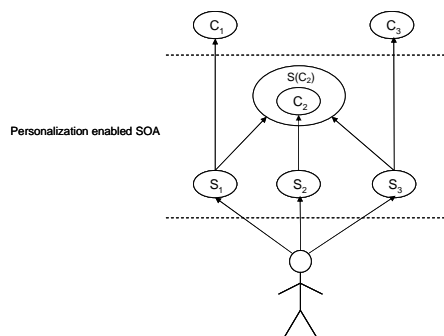 C₁ C₃
S(C₂)
C₂
Personalization enabled SOA
S₁ S₂ S₃